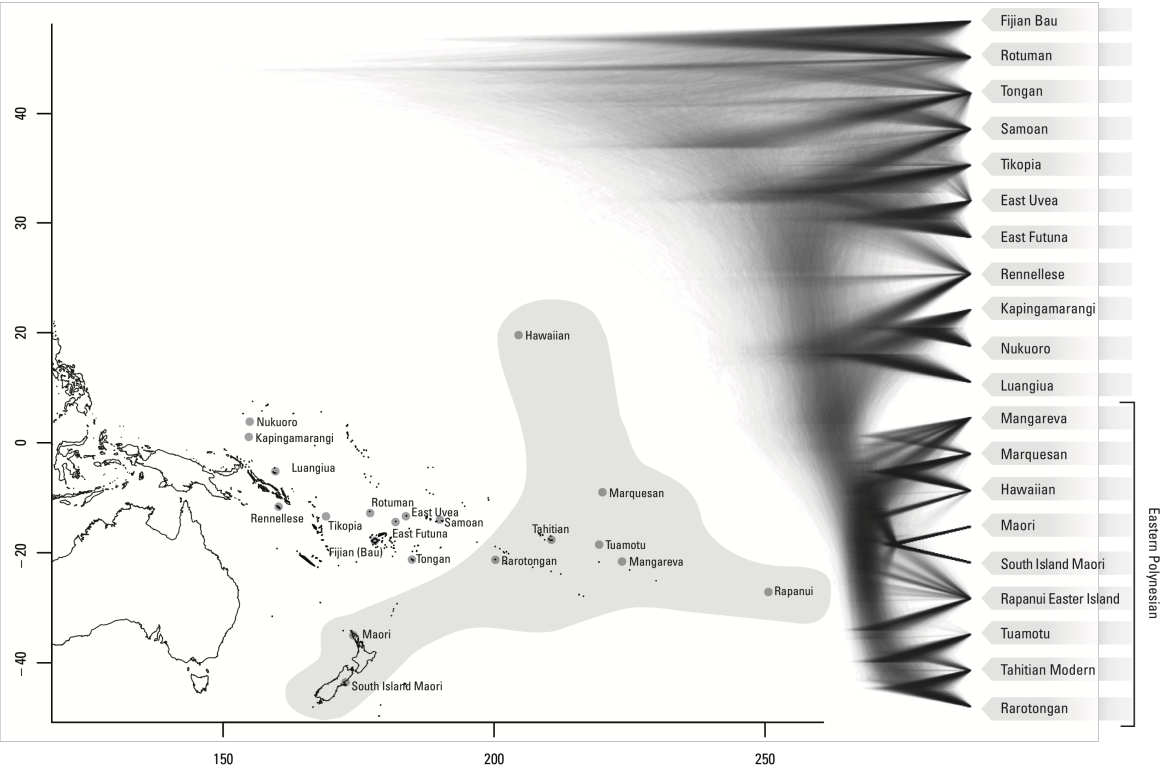 40
30
20
0
– 20
– 40
150
200
250
Hawaiian
Nukuoro
Kapingamarangi
Luangiua
Rennellese
Tikopia
Rotuman
East Uvea
Samoan
East Futuna
Fijian (Bau)
Tongan
Marquesan
Tahitian
Tuamotu
Rarotongan
Mangareva
Rapanui
Maori
South Island Maori
Fijian Bau
Rotuman
Tongan
Samoan
Tikopia
East Uvea
East Futuna
Rennellese
Kapingamarangi
Nukuoro
Luangiua
Mangareva
Marquesan
Hawaiian
Maori
South Island Maori
Rapanui Easter Island
Tuamotu
Tahitian Modern
Rarotongan
Eastern Polynesian